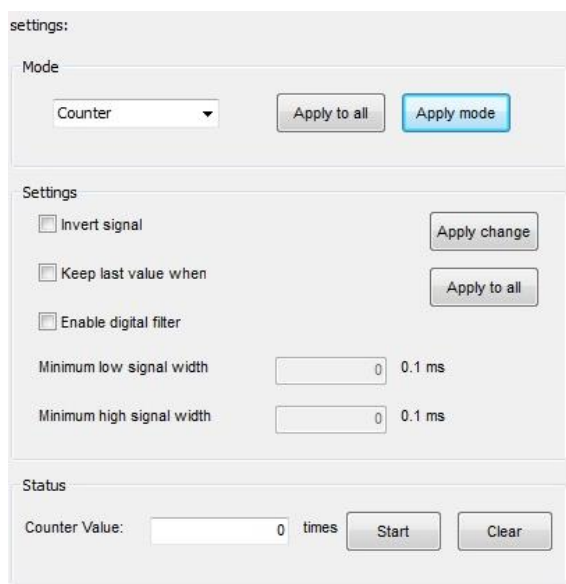 settings:
Mode
Counter Apply to all Apply mode
Settings
Invert signal Apply change
Keep last value when Apply to all
Enable digital filter
Minimum low signal width 0 0.1 ms
Minimum high signal width 0 0.1 ms
Status
Counter Value: 0 times Start Clear